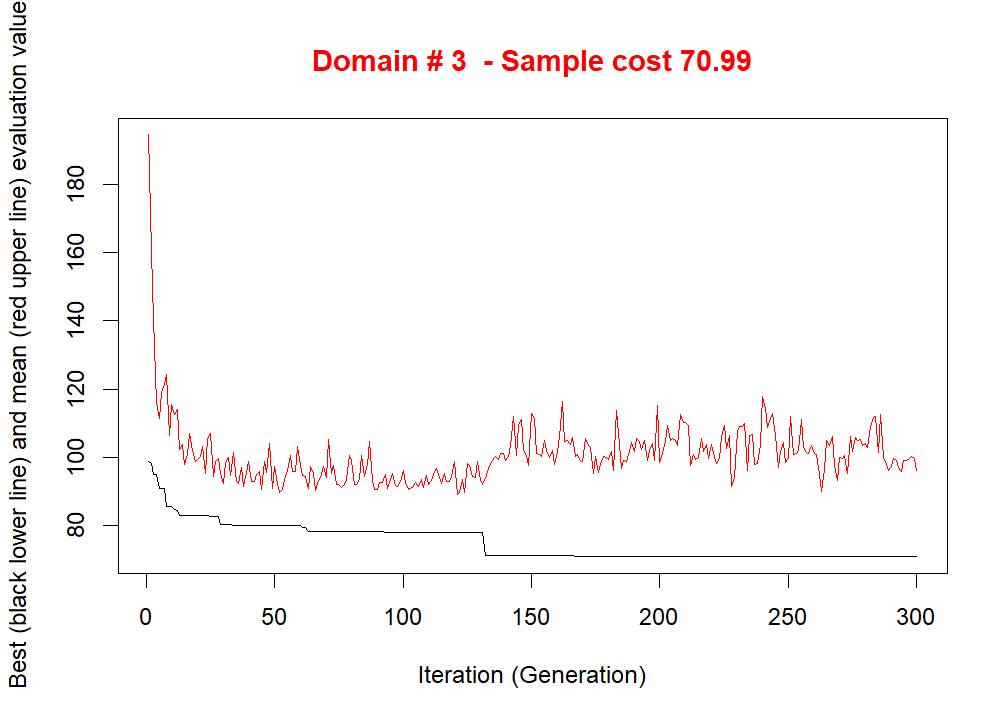 Domain # 3  - Sample cost 70.99
Best (black lower line) and mean (red upper line) evaluation value
180
160
140
120
100
80
0 50 100 150 200 250 300
Iteration (Generation)